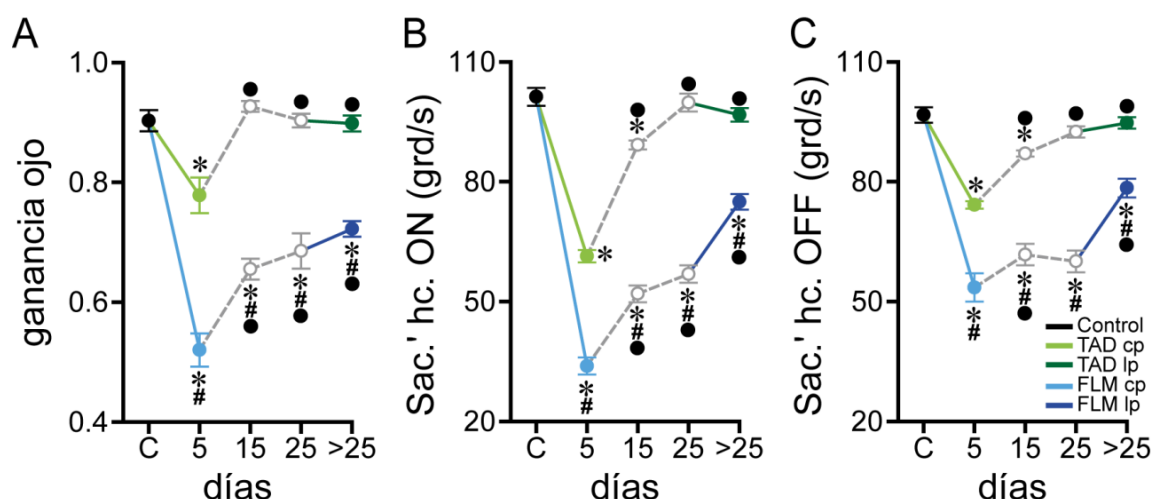 A
ganancia ojo
1.0
0.8
0.6
0.4
*
*
#
*
#
*
#
*
#
C 5 15 25 >25
días
B
Sac.' hc. ON (grd/s)
110
80
50
20
*
*
*
#
*
#
*
#
*
#
C 5 15 25 >25
días
C
Sac.' hc. OFF (grd/s)
110
80
50
20
*
*
*
#
*
#
*
#
*
#
Control
TAD cp
TAD lp
FLM cp
FLM lp
C 5 15 25 >25
días